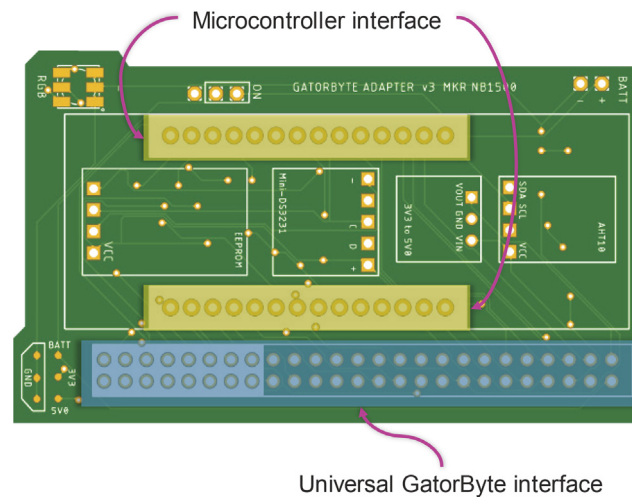 Microcontroller interface
RGB
ON
GATORBYTE ADAPTER v3 MKR NB1500
BATT
- +
VCC
EEPROM
Mini-DS3231
-
C
D
+
3V3 to 5V0
VOUT GND VIN
SDA SCL
VCC
AHT10
BATT
GND
3V3
5V0
Universal GatorByte interface